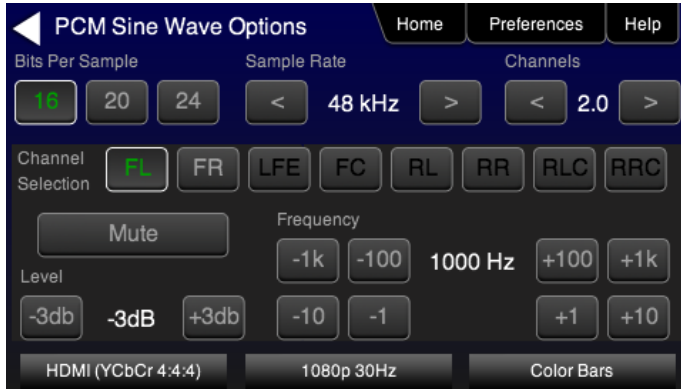 PCM Sine Wave Options Home Preferences Help
Bits Per Sample Sample Rate Channels
16 20 24 < 48 kHz > < 2.0 >
Channel Selection FL FR LFE FC RL RR RLC RRC
Mute
Frequency
-1k -100 1000 Hz +100 +1k
Level
-3db -3dB +3db -10 -1 +1 +10
HDMI (YCbCr 4:4:4) 1080p 30Hz Color Bars